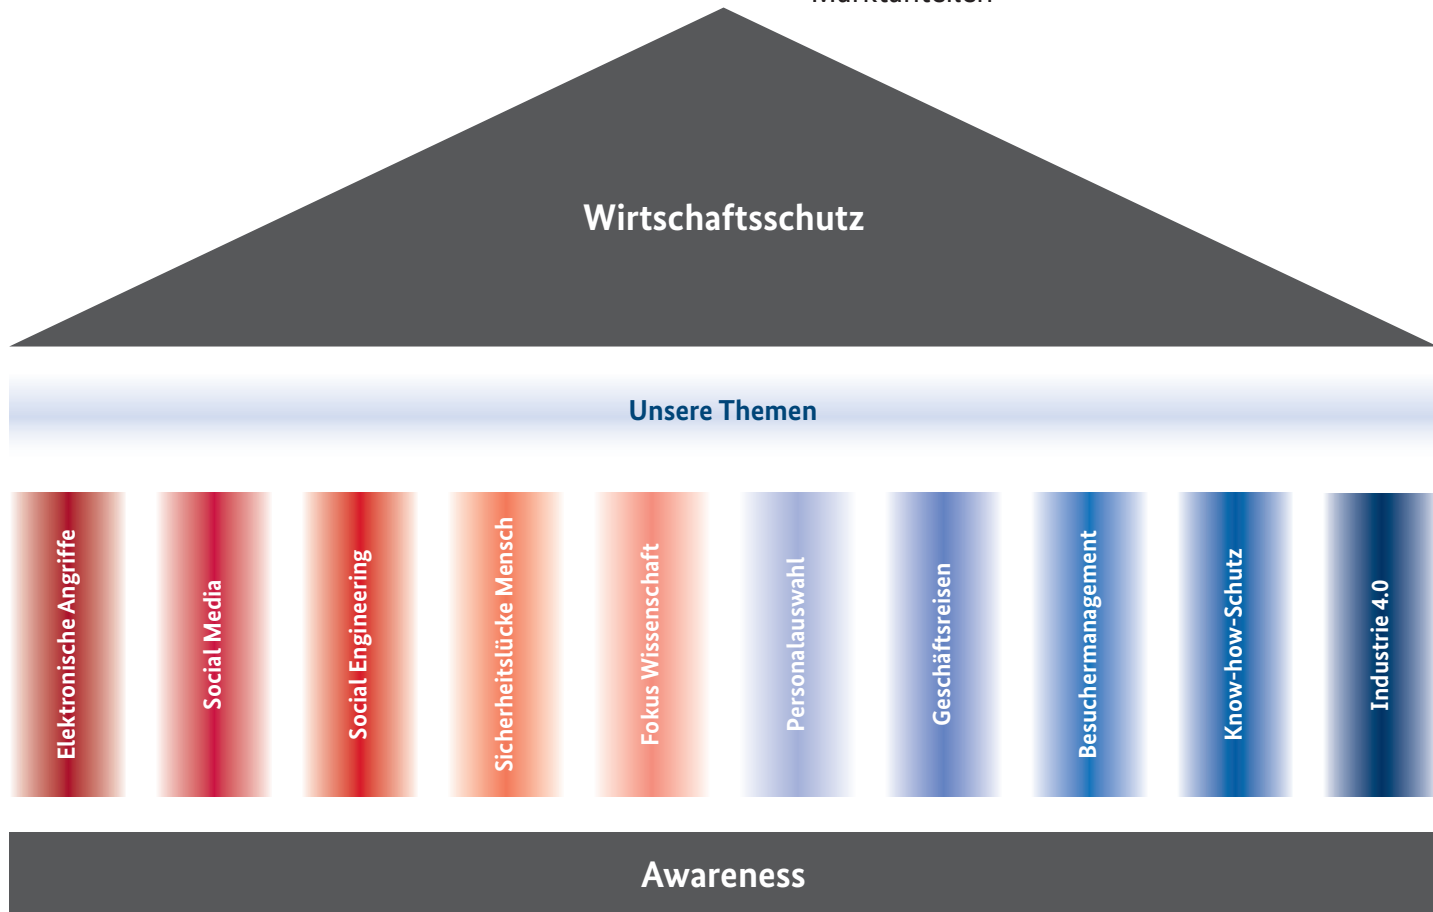 Marktanteilen
Wirtschaftsschutz
Unsere Themen
Elektronische Angriffe
Social Media
Social Engineering
Sicherheitslücke Mensch
Fokus Wissenschaft
Personalauswahl
Geschäftsreisen
Besuchermanagement
Know-how-Schutz
Industrie 4.0
Awareness